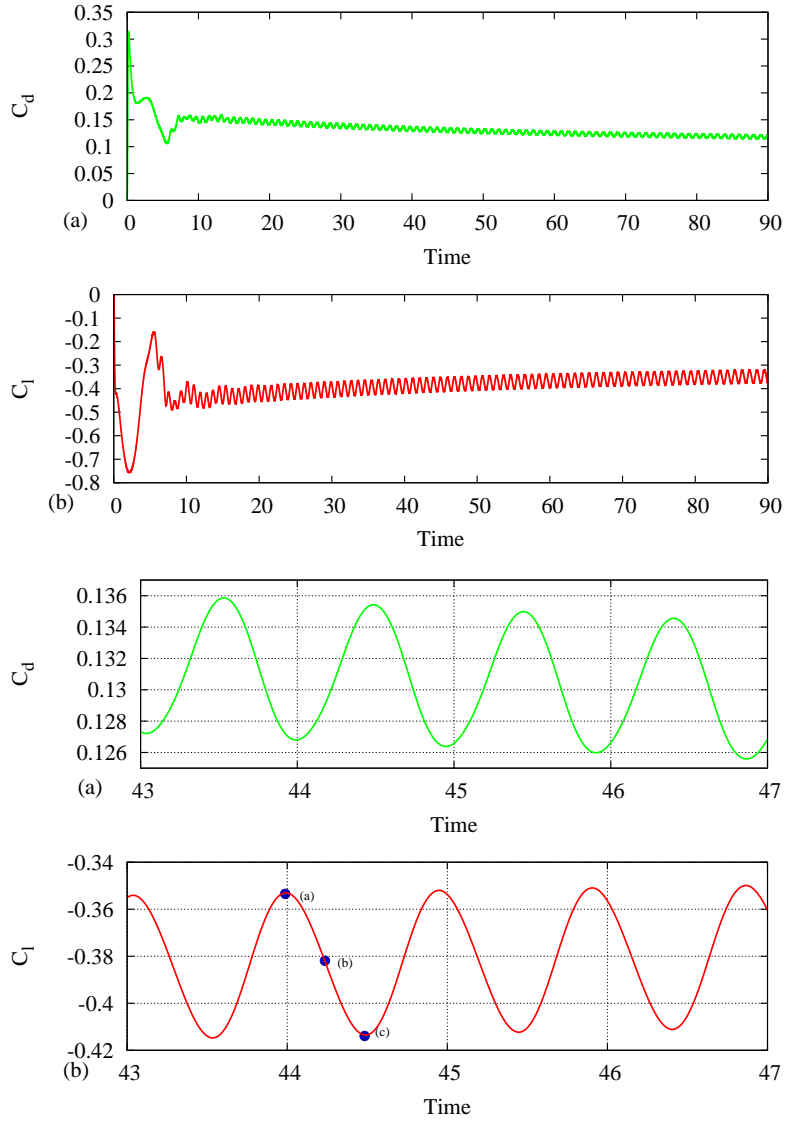 0.35
0.3
0.25
0.2
0.15
0.1
0.05
0
C_d
0 10 20 30 40 50 60 70 80 90
(a)
Time
0
-0.1
-0.2
-0.3
-0.4
-0.5
-0.6
-0.7
-0.8
C_l
0 10 20 30 40 50 60 70 80 90
(b)
Time
0.136
0.134
0.132
0.13
0.128
0.126
C_d
43 44 45 46 47
(a)
Time
-0.34
-0.36
-0.38
-0.4
-0.42
C_l
(a)
(b)
(c)
43 44 45 46 47
(b)
Time